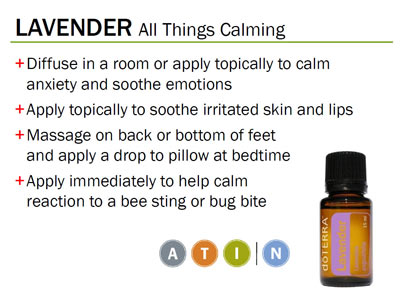 LAVENDER All Things Calming
+Diffuse in a room or apply topically to calm
anxiety and soothe emotions
+Apply topically to soothe irritated skin and lips
+Massage on back or bottom of feet
and apply a drop to pillow at bedtime
+Apply immediately to help calm
reaction to a bee sting or bug bite
A T I | N
dōTERRA
Lavender
15 ml